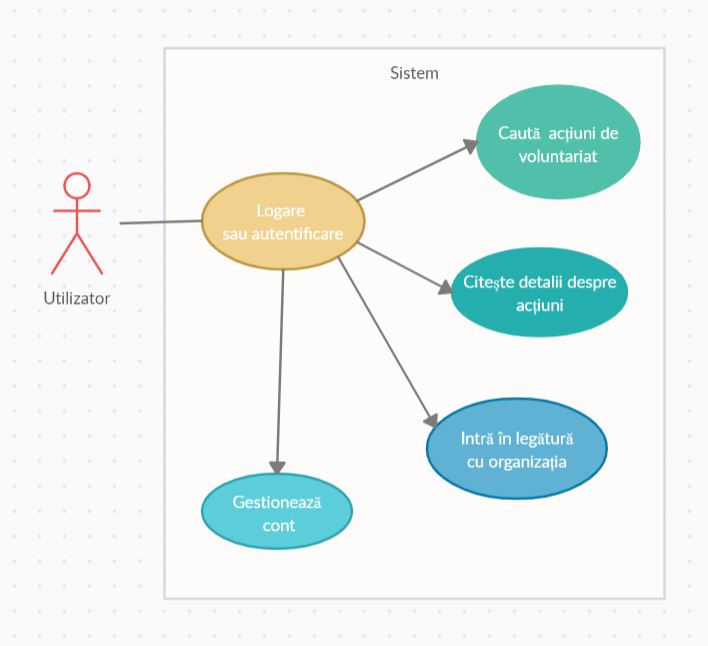 Sistem
Caută acțiuni de
voluntariat
Logare
sau autentificare
Citește detalii despre
acțiuni
Utilizator
Intră în legătură
cu organizația
Gestionează
cont